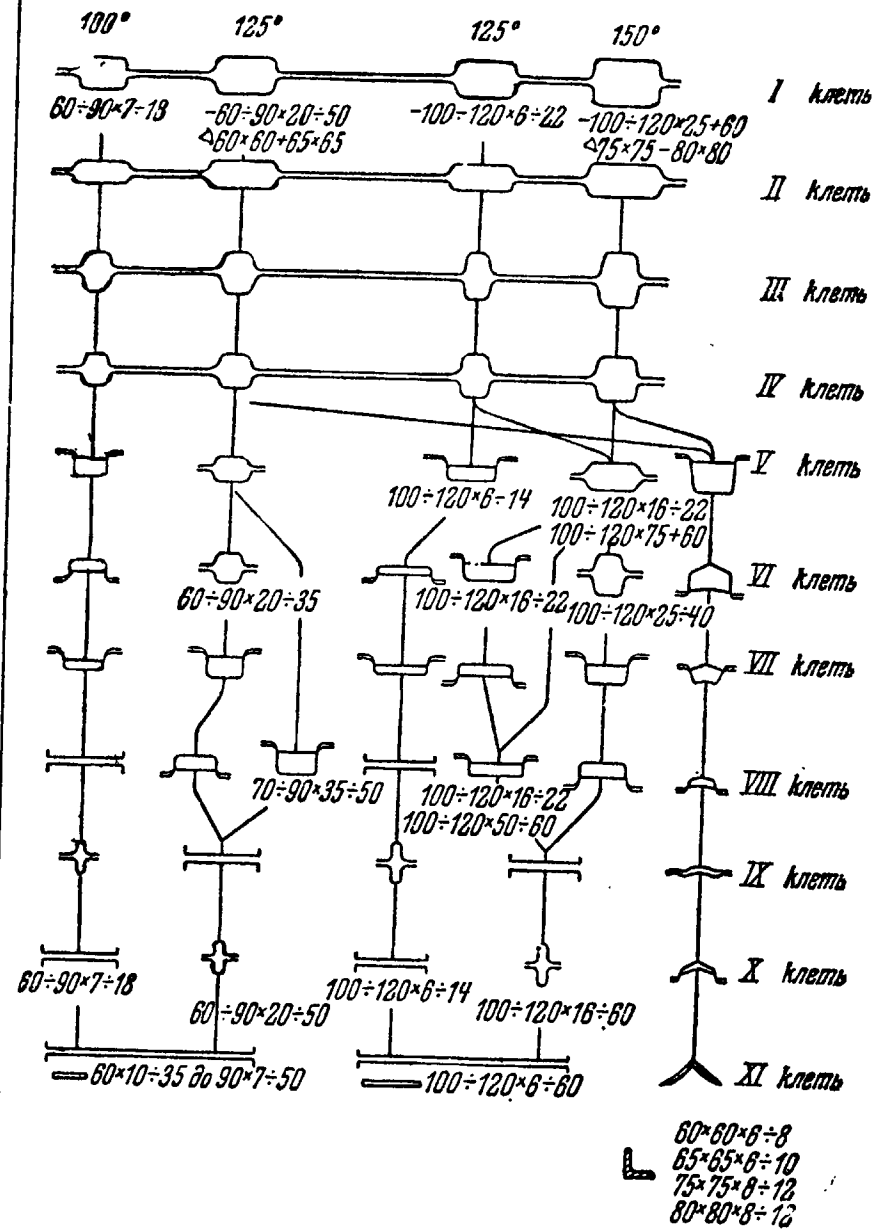 100° 125° 125° 150°
I клеть
60÷90×7÷18 -60÷90×20÷50 -100÷120×6÷22 -100÷120×25+60
△60×60+65×65 △75×75-80×80
II клеть
III клеть
IV клеть
V клеть
100÷120×6÷14 100÷120×16÷22
100÷120×75+60
VI клеть
60÷90×20÷35 100÷120×16÷22 100÷120×25÷40
VII клеть
VIII клеть
70÷90×35÷50 100÷120×16÷22
100÷120×50÷60
IX клеть
X клеть
60÷90×7÷18 60÷90×20÷50 100÷120×6÷14 100÷120×16÷60
XI клеть
60×10÷35 до 90×7÷50 100÷120×6÷60
60×60×6÷8
65×65×6÷10
75×75×8÷12
80×80×8÷12